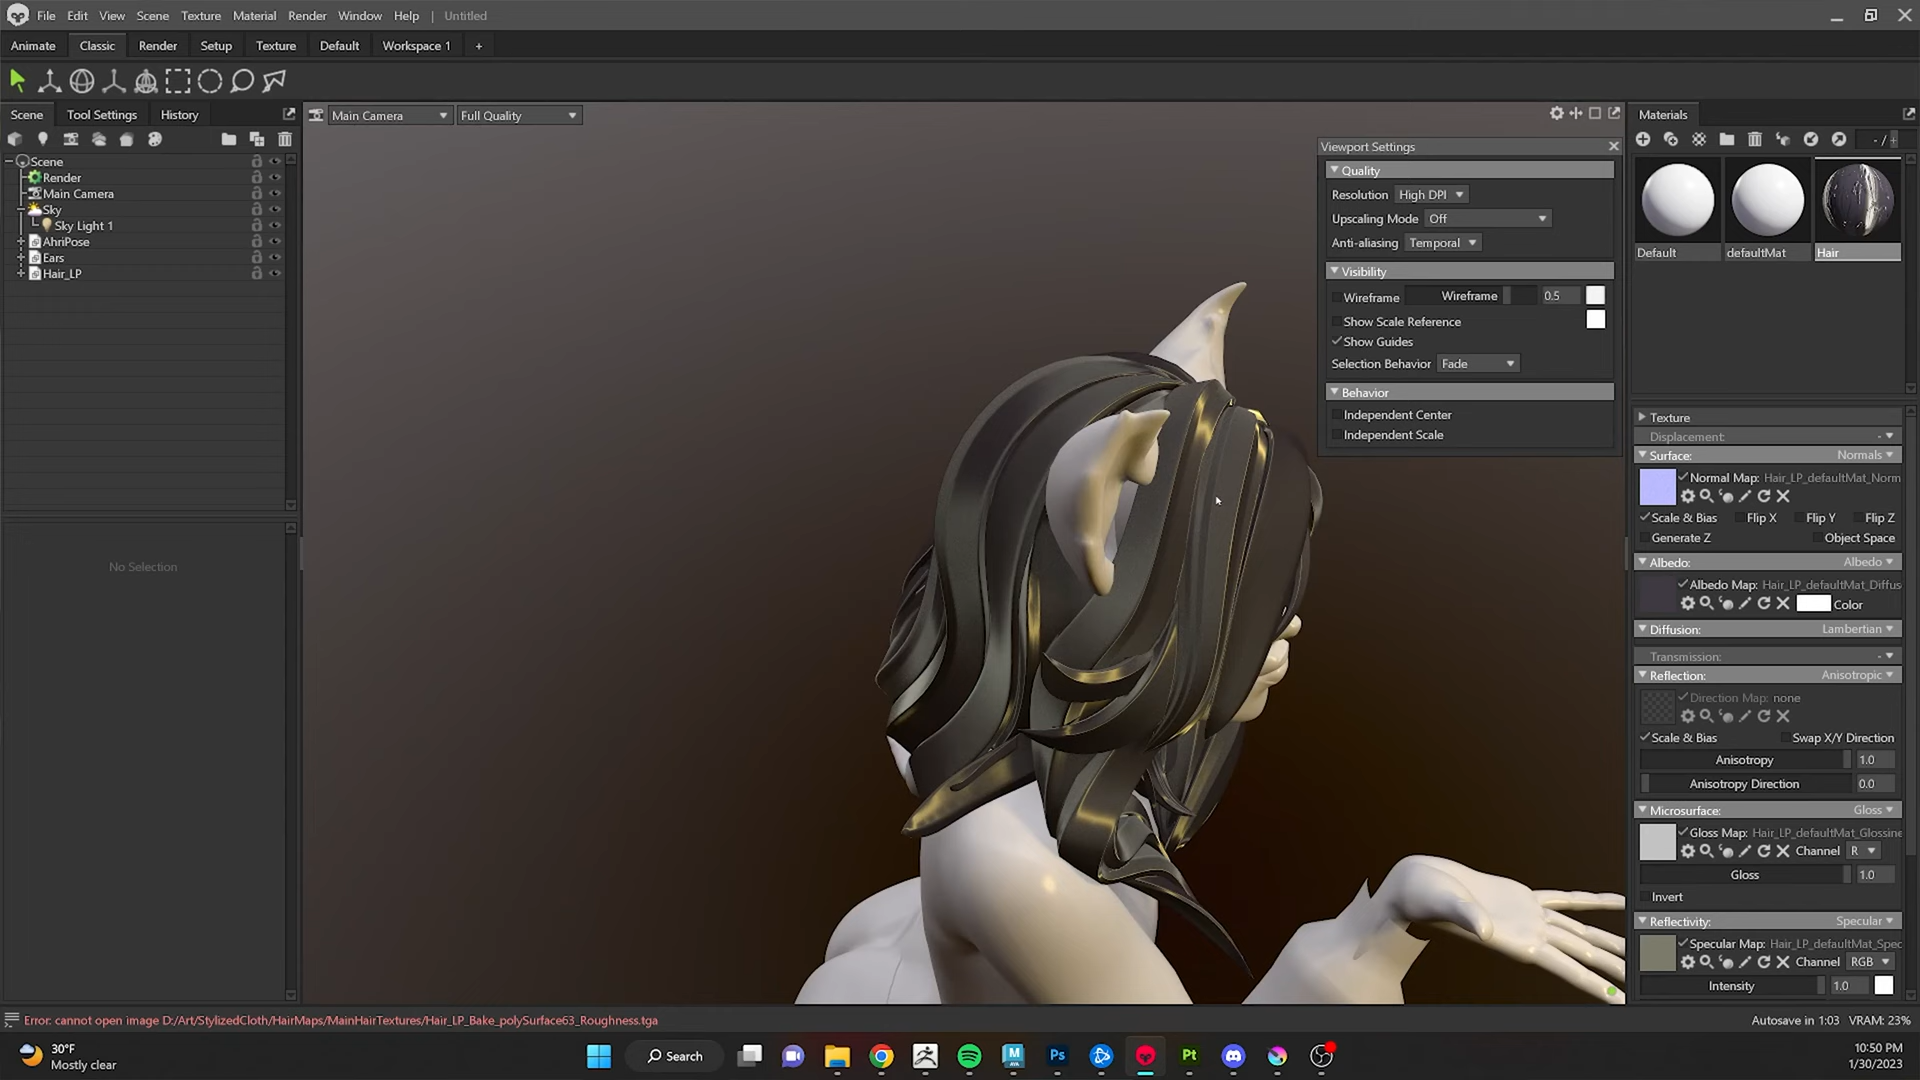 File Edit View Scene Texture Material Render Window Help | Untitled
Animate Classic Render Setup Texture Default Workspace 1 +
Scene Tool Settings History
Main Camera Full Quality
Materials
- /
Scene
Render
Main Camera
Sky
Sky Light 1
AhriPose
Ears
Hair_LP
No Selection
Viewport Settings
Quality
Resolution High DPI
Upscaling Mode Off
Anti-aliasing Temporal
Visibility
Wireframe Wireframe 0.5
Show Scale Reference
Show Guides
Selection Behavior Fade
Behavior
Independent Center
Independent Scale
Default defaultMat Hair
Texture
Displacement: -
Surface: Normals
Normal Map: Hair_LP_defaultMat_Norm
Scale & Bias Flip X Flip Y Flip Z
Generate Z Object Space
Albedo: Albedo
Albedo Map: Hair_LP_defaultMat_Diffus
Color
Diffusion: Lambertian
Transmission: -
Reflection: Anisotropic
Direction Map: none
Scale & Bias Swap X/Y Direction
Anisotropy 1.0
Anisotropy Direction 0.0
Microsurface: Gloss
Gloss Map: Hair_LP_defaultMat_Glossine
Channel R
Gloss 1.0
Invert
Reflectivity: Specular
Specular Map: Hair_LP_defaultMat_Spec
Channel RGB
Intensity 1.0
Error: cannot open image D:/Art/StylizedCloth/HairMaps/MainHairTextures/Hair_LP_Bake_polySurface63_Roughness.tga
Autosave in 1:03 VRAM: 23%
30°F
Mostly clear
Search
M
Ps
Pt
10:50 PM
1/30/2023